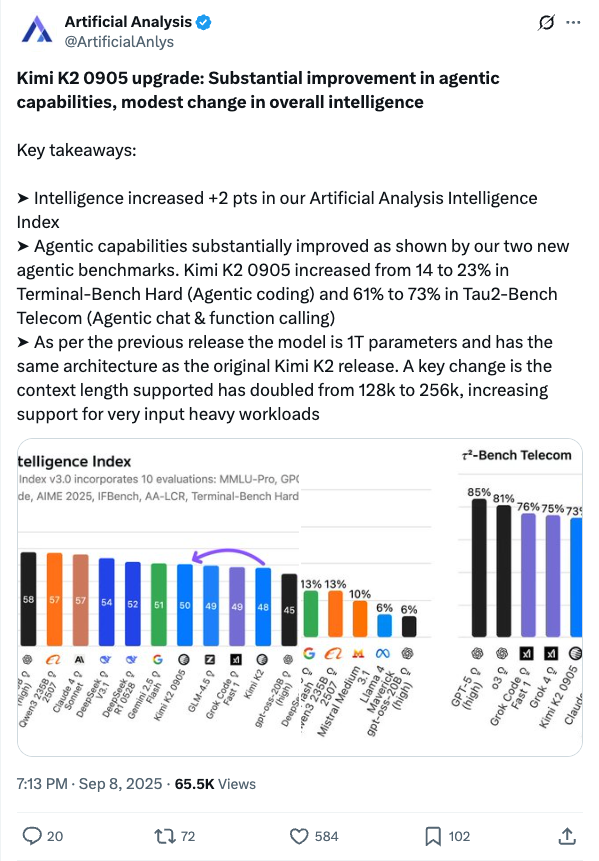 Artificial Analysis
@ArtificialAnlys
Kimi K2 0905 upgrade: Substantial improvement in agentic
capabilities, modest change in overall intelligence
Key takeaways:
➤ Intelligence increased +2 pts in our Artificial Analysis Intelligence
Index
➤ Agentic capabilities substantially improved as shown by our two new
agentic benchmarks. Kimi K2 0905 increased from 14 to 23% in
Terminal-Bench Hard (Agentic coding) and 61% to 73% in Tau2-Bench
Telecom (Agentic chat & function calling)
➤ As per the previous release the model is 1T parameters and has the
same architecture as the original Kimi K2 release. A key change is the
context length supported has doubled from 128k to 256k, increasing
support for very input heavy workloads
telligence Index
Index v3.0 incorporates 10 evaluations: MMLU-Pro, GPQ
de, AIME 2025, IFBench, AA-LCR, Terminal-Bench Hard
58 57 57 54 52 51 50 49 49 48 45
(high)
Qwen3 235B 2507
Claude 4 Sonnet
DeepSeek V3.1
DeepSeek R1 0528
Gemini 2.5 Flash
Kimi K2 0905
GLM-4.5
Grok Code Fast 1
Kimi K2
gpt-oss-20B (high)
13% 13% 10% 6% 6%
Flash
DeepS
wen3 235B 2507
Mistral Medium 3.1
Llama 4 Maverick
gpt-oss-20B (high)
τ²-Bench Telecom
85% 81% 76% 75% 73%
GPT-5 (high)
o3
Grok Code Fast 1
Grok 4
Kimi K2 0905
Claude
7:13 PM · Sep 8, 2025 · 65.5K Views
20 72 584 102